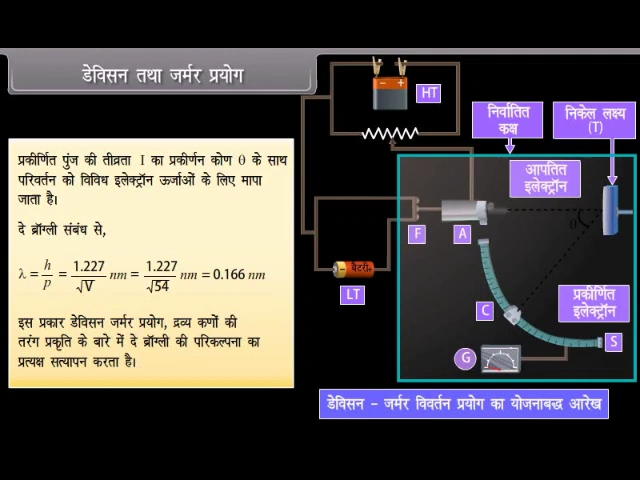 डेविसन तथा जर्मर प्रयोग
प्रकीर्णित पुंज की तीव्रता I का प्रकीर्णन कोण θ के साथ
परिवर्तन को विविध इलेक्ट्रॉन ऊर्जाओं के लिए मापा
जाता है।
दे ब्रॉग्ली संबंध से,
λ = h/p = 1.227/√V nm = 1.227/√54 nm = 0.166 nm
इस प्रकार डेविसन जर्मर प्रयोग, द्रव्य कणों की
तरंग प्रकृति के बारे में दे ब्रॉग्ली की परिकल्पना का
प्रत्यक्ष सत्यापन करता है।
HT
निर्वातित
कक्ष
निकेल लक्ष्य
(T)
आपतित
इलेक्ट्रॉन
F
A
θ
बैटरी
LT
प्रकीर्णित
इलेक्ट्रॉन
C
S
G
डेविसन - जर्मर विवर्तन प्रयोग का योजनाबद्ध आरेख